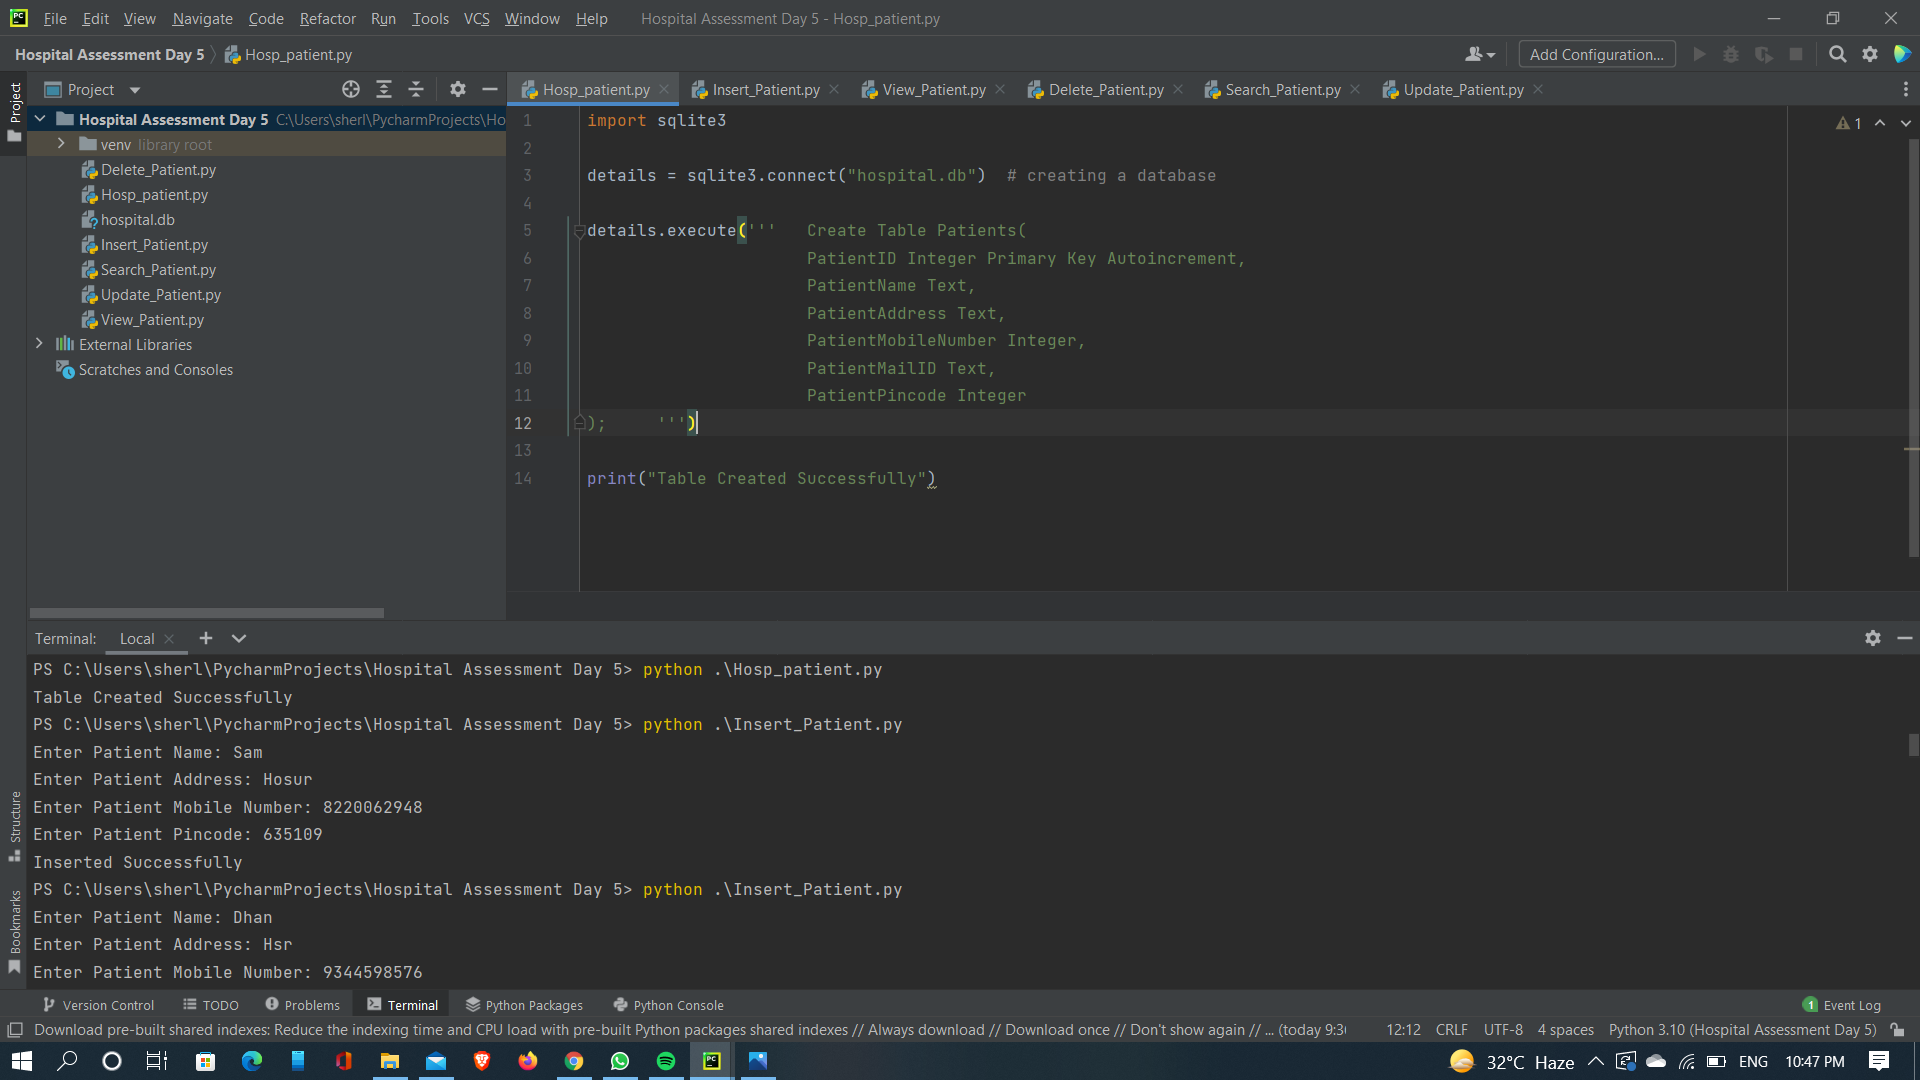 File Edit View Navigate Code Refactor Run Tools VCS Window Help Hospital Assessment Day 5 - Hosp_patient.py
Hospital Assessment Day 5 Hosp_patient.py Add Configuration...
Project
Project
Hosp_patient.py Insert_Patient.py View_Patient.py Delete_Patient.py Search_Patient.py Update_Patient.py
Hospital Assessment Day 5 C:\Users\sherl\PycharmProjects\Ho
venv library root
Delete_Patient.py
Hosp_patient.py
hospital.db
Insert_Patient.py
Search_Patient.py
Update_Patient.py
View_Patient.py
External Libraries
Scratches and Consoles
1 import sqlite3
2
3 details = sqlite3.connect("hospital.db")  # creating a database
4
5 details.execute('''   Create Table Patients(
6 PatientID Integer Primary Key Autoincrement,
7 PatientName Text,
8 PatientAddress Text,
9 PatientMobileNumber Integer,
10 PatientMailID Text,
11 PatientPincode Integer
12 );     ''')
13
14 print("Table Created Successfully")
1
Terminal: Local
PS C:\Users\sherl\PycharmProjects\Hospital Assessment Day 5> python .\Hosp_patient.py
Table Created Successfully
PS C:\Users\sherl\PycharmProjects\Hospital Assessment Day 5> python .\Insert_Patient.py
Enter Patient Name: Sam
Enter Patient Address: Hosur
Enter Patient Mobile Number: 8220062948
Enter Patient Pincode: 635109
Inserted Successfully
PS C:\Users\sherl\PycharmProjects\Hospital Assessment Day 5> python .\Insert_Patient.py
Enter Patient Name: Dhan
Enter Patient Address: Hsr
Enter Patient Mobile Number: 9344598576
Structure
Bookmarks
Version Control TODO Problems Terminal Python Packages Python Console 1 Event Log
Download pre-built shared indexes: Reduce the indexing time and CPU load with pre-built Python packages shared indexes // Always download // Download once // Don't show again // ... (today 9:3 12:12 CRLF UTF-8 4 spaces Python 3.10 (Hospital Assessment Day 5)
32°C Haze ENG 10:47 PM